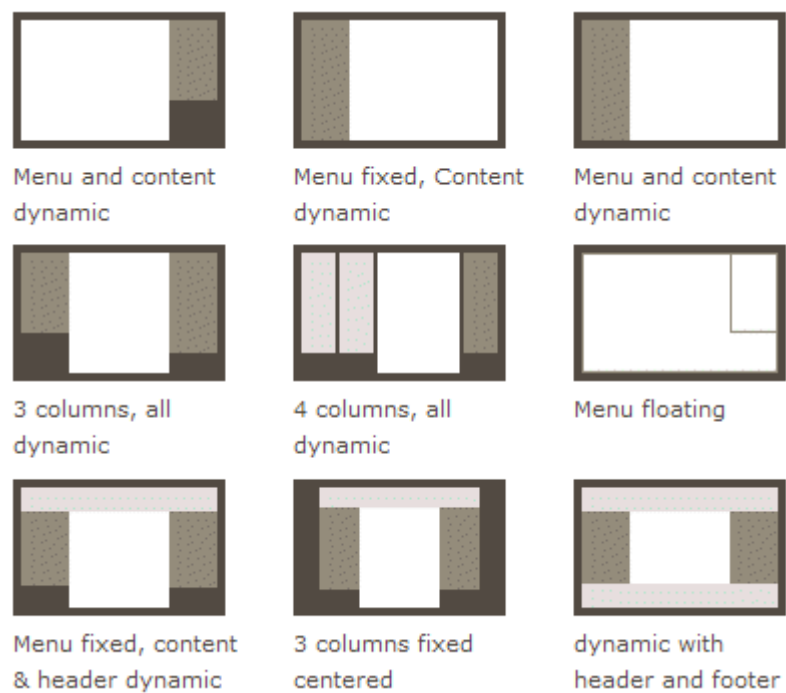 Menu and content
dynamic
Menu fixed, Content
dynamic
Menu and content
dynamic
3 columns, all
dynamic
4 columns, all
dynamic
Menu floating
Menu fixed, content
& header dynamic
3 columns fixed
centered
dynamic with
header and footer